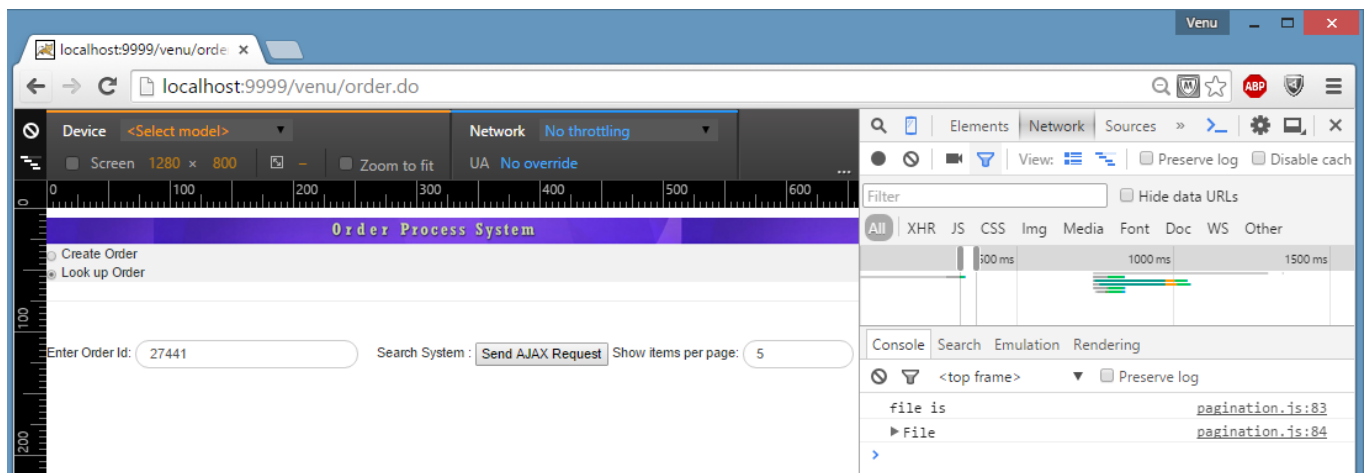 Venu
localhost:9999/venu/orde
localhost:9999/venu/order.do
ABP
Device <Select model> Network No throttling
Screen 1280 × 800 Zoom to fit UA No override ...
Elements Network Sources »
View: Preserve log Disable cach
0 100 200 300 400 500 600
Filter Hide data URLs
All XHR JS CSS Img Media Font Doc WS Other
500 ms 1000 ms 1500 ms
Order Process System
Create Order
Look up Order
0
100
200
Enter Order Id: 27441 Search System : Send AJAX Request Show items per page: 5
Console Search Emulation Rendering
<top frame> Preserve log
file is pagination.js:83
File pagination.js:84
>